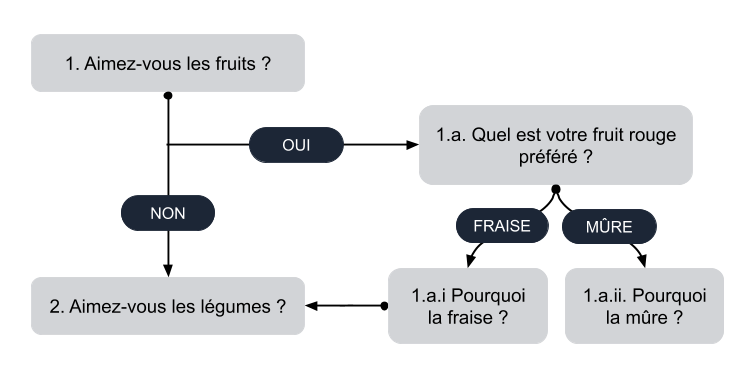 1. Aimez-vous les fruits ?
OUI
1.a. Quel est votre fruit rouge
préféré ?
NON
FRAISE
MÛRE
2. Aimez-vous les légumes ?
1.a.i Pourquoi
la fraise ?
1.a.ii. Pourquoi
la mûre ?